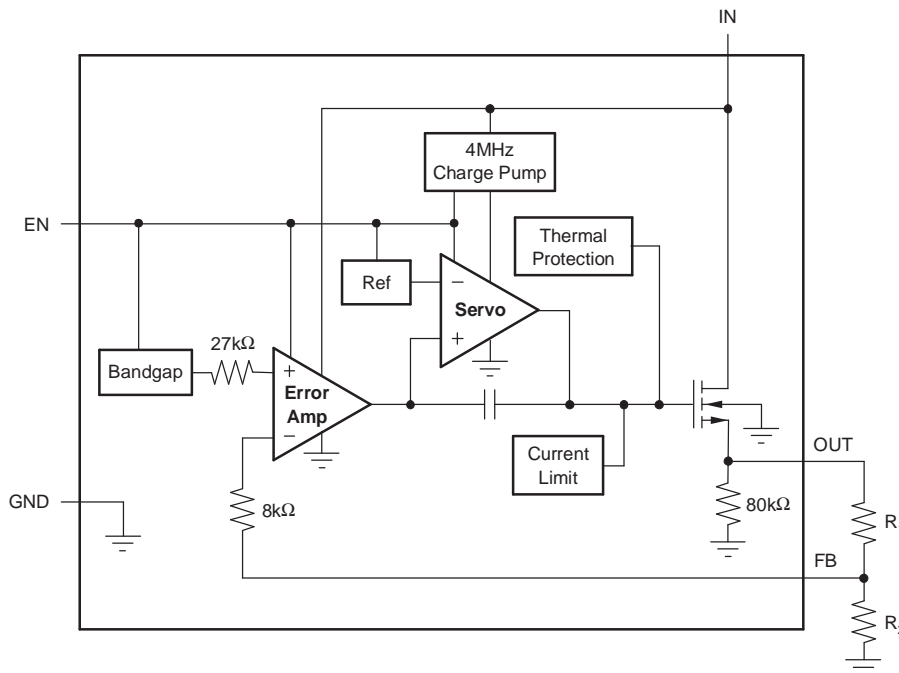 IN
4MHz
Charge Pump
EN
Thermal
Protection
Ref
−
Servo
+
27kΩ
Bandgap
+
Error
Amp
−
Current
Limit
OUT
GND
8kΩ
80kΩ
R
FB
R